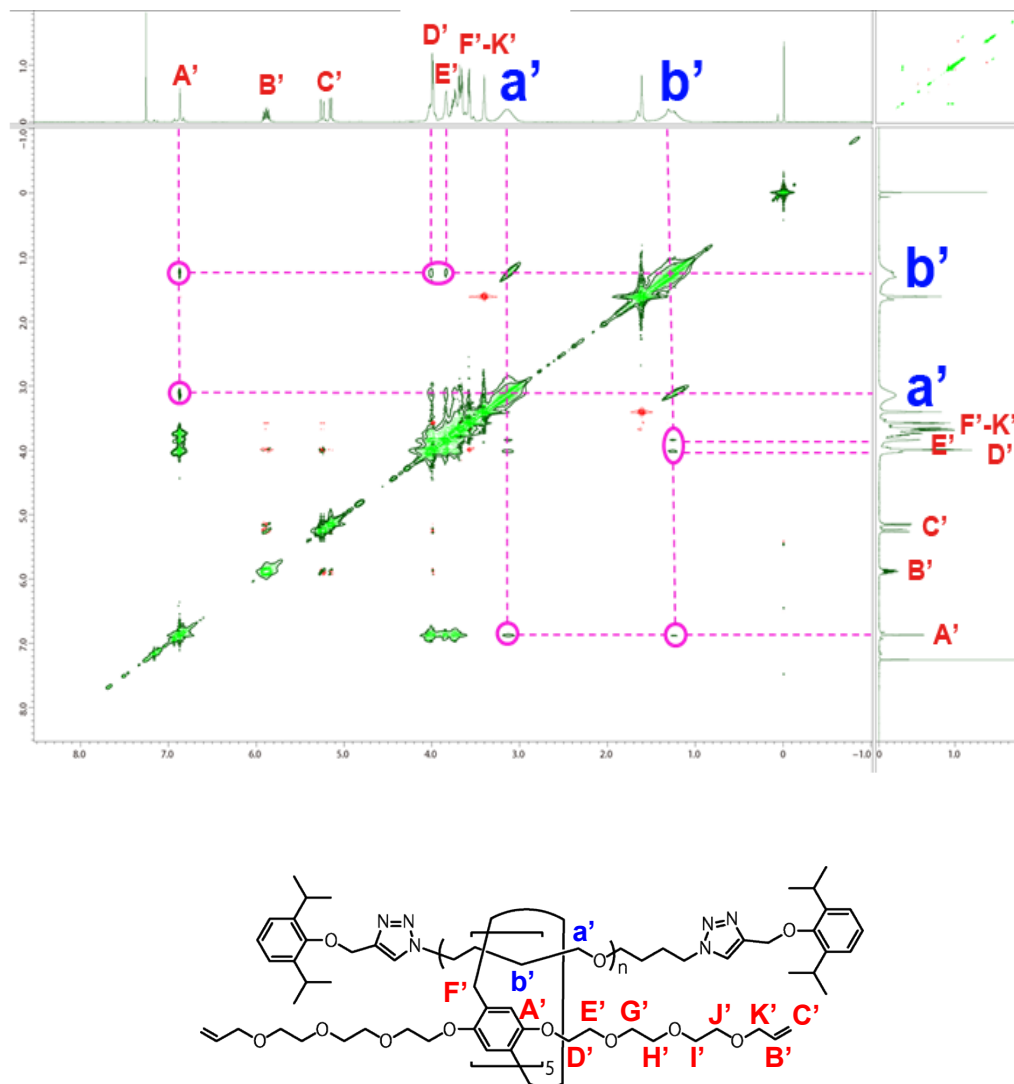 D'
F'-K'
A'
B'
C'
E'
a'
b'
1.0
0
-1.0
0
1.0
2.0
3.0
4.0
5.0
6.0
7.0
8.0
b'
a'
F'-K'
E'
D'
C'
B'
A'
8.0 7.0 6.0 5.0 4.0 3.0 2.0 1.0 0 -1.0 0 1.0
N N N O a' O n N N N O
b'
F' A' E' G' J' K' C'
O O O O O O O O
D' H' I' B'
5